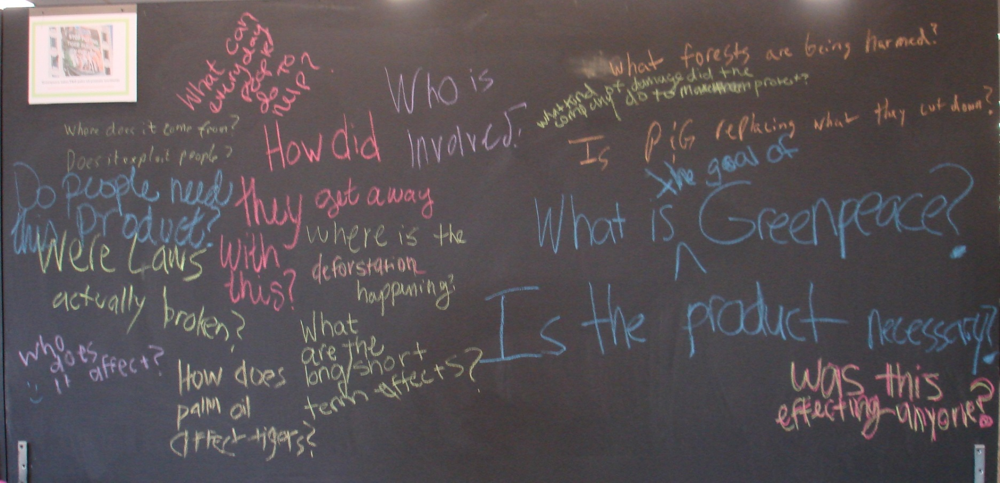 What can
everyday
people
do to
help?
Who is
Involved?
What forests are being harmed?
what kind of damage did the
company do to make them protest?
Is P&G replacing what they cut down?
Where does it come from?
Does it exploit people?
How did
they get away
with
this?
Do people need
this product?
the goal of
What is Greenpeace?
^
Were Laws
actually broken?
where is the
deforstation
happening?
Is the product necessary?
who
does
it affect?
What
are the
long/short
term effects?
How does
palm oil
affect tigers?
was this
effecting anyone?